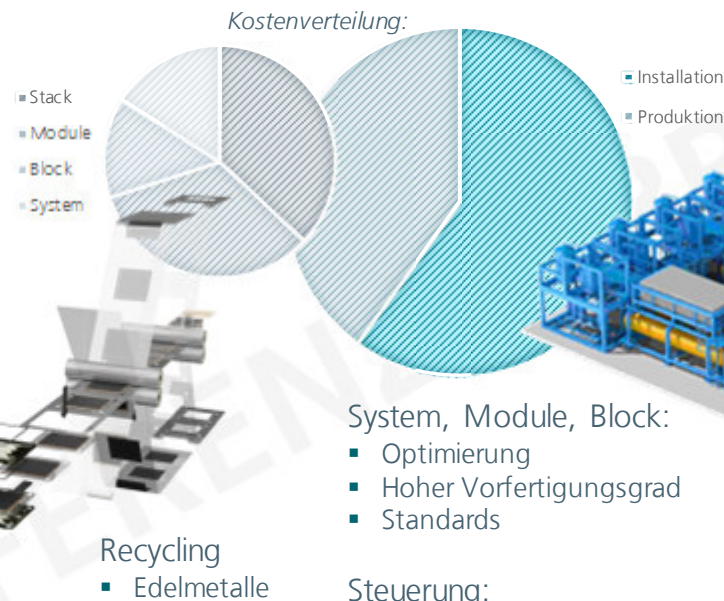 Kostenverteilung:
Stack
Module
Block
System
Installation
Produktion
System, Module, Block:
Optimierung
Hoher Vorfertigungsgrad
Standards
Recycling
Edelmetalle
Steuerung: